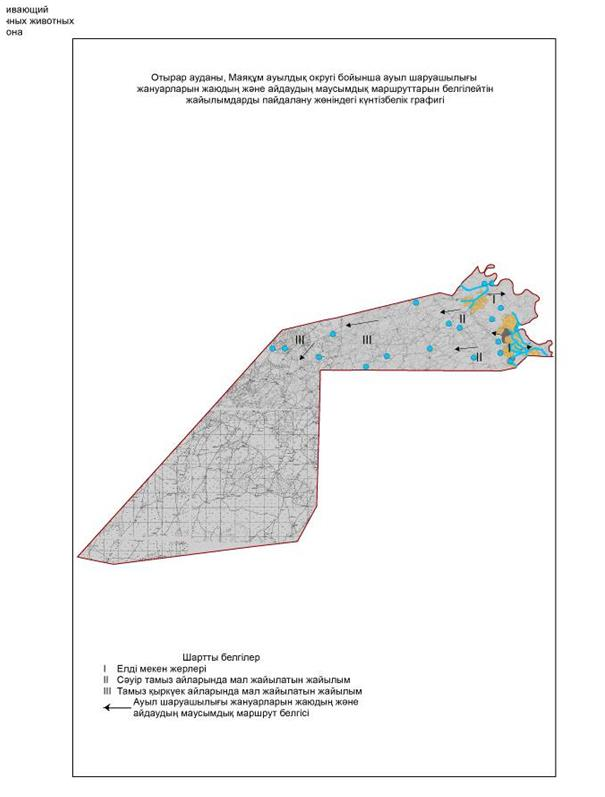 ивающий
нных животных
она
Отырар ауданы, Маяқұм ауылдық округі бойынша ауыл шаруашылығы
жануарларын жаюдың және айдаудың маусымдық маршруттарын белгілейтін
жайылымдарды пайдалану жөніндегі күнтізбелік графигі
I
II
III
III
I
II
Шартты белгілер
I Елді мекен жерлері
II Сәуір тамыз айларында мал жайылатын жайылым
III Тамыз қыркүек айларында мал жайылатын жайылым
Ауыл шаруашылығы жануарларын жаюдың және
айдаудың маусымдық маршрут белгісі